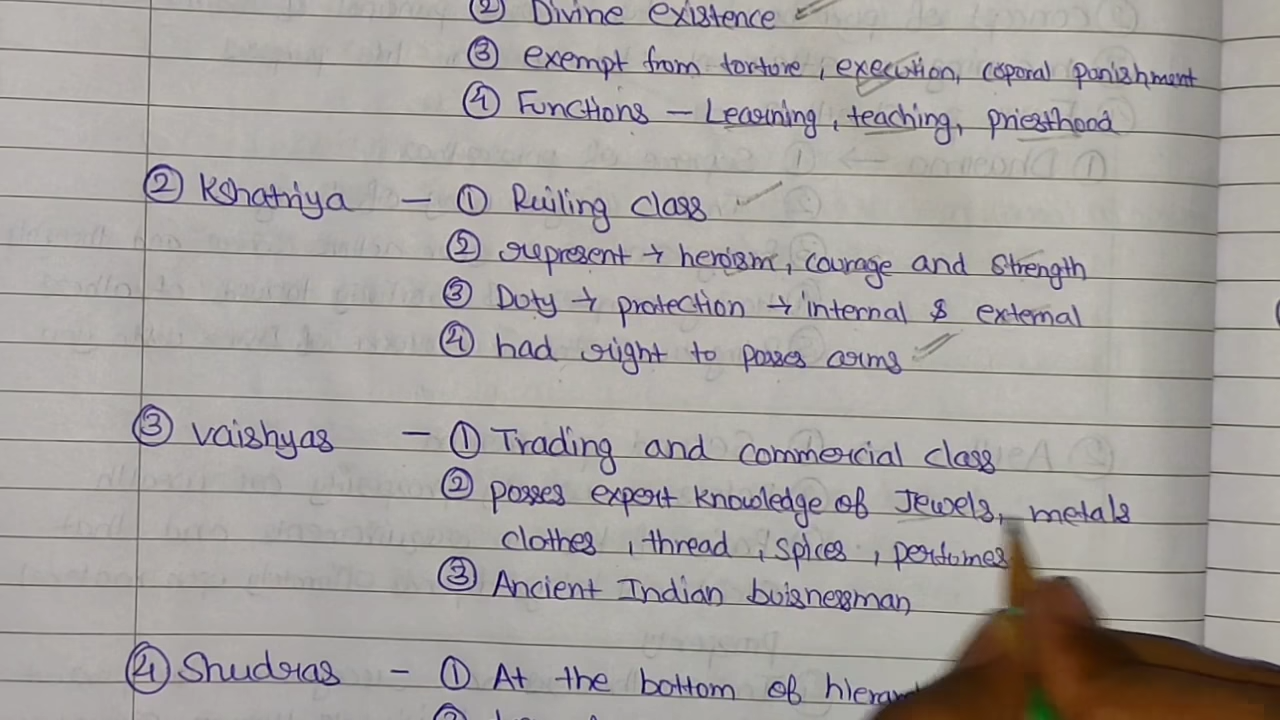 ② Divine existence
③ exempt from torture, execution, coporal punishment
④ Functions – Learning, teaching, priesthood
② Kshatriya – ① Ruiling class
② represent → heroism, courage and strength
③ Duty → protection → internal & external
④ had right to posses arms
③ Vaishyas – ① Trading and commercial class
② posses expert knowledge of Jewels, metals
clothes, thread, spices, perfumes
③ Ancient Indian buisnessman
④ Shudras – ① At the bottom of